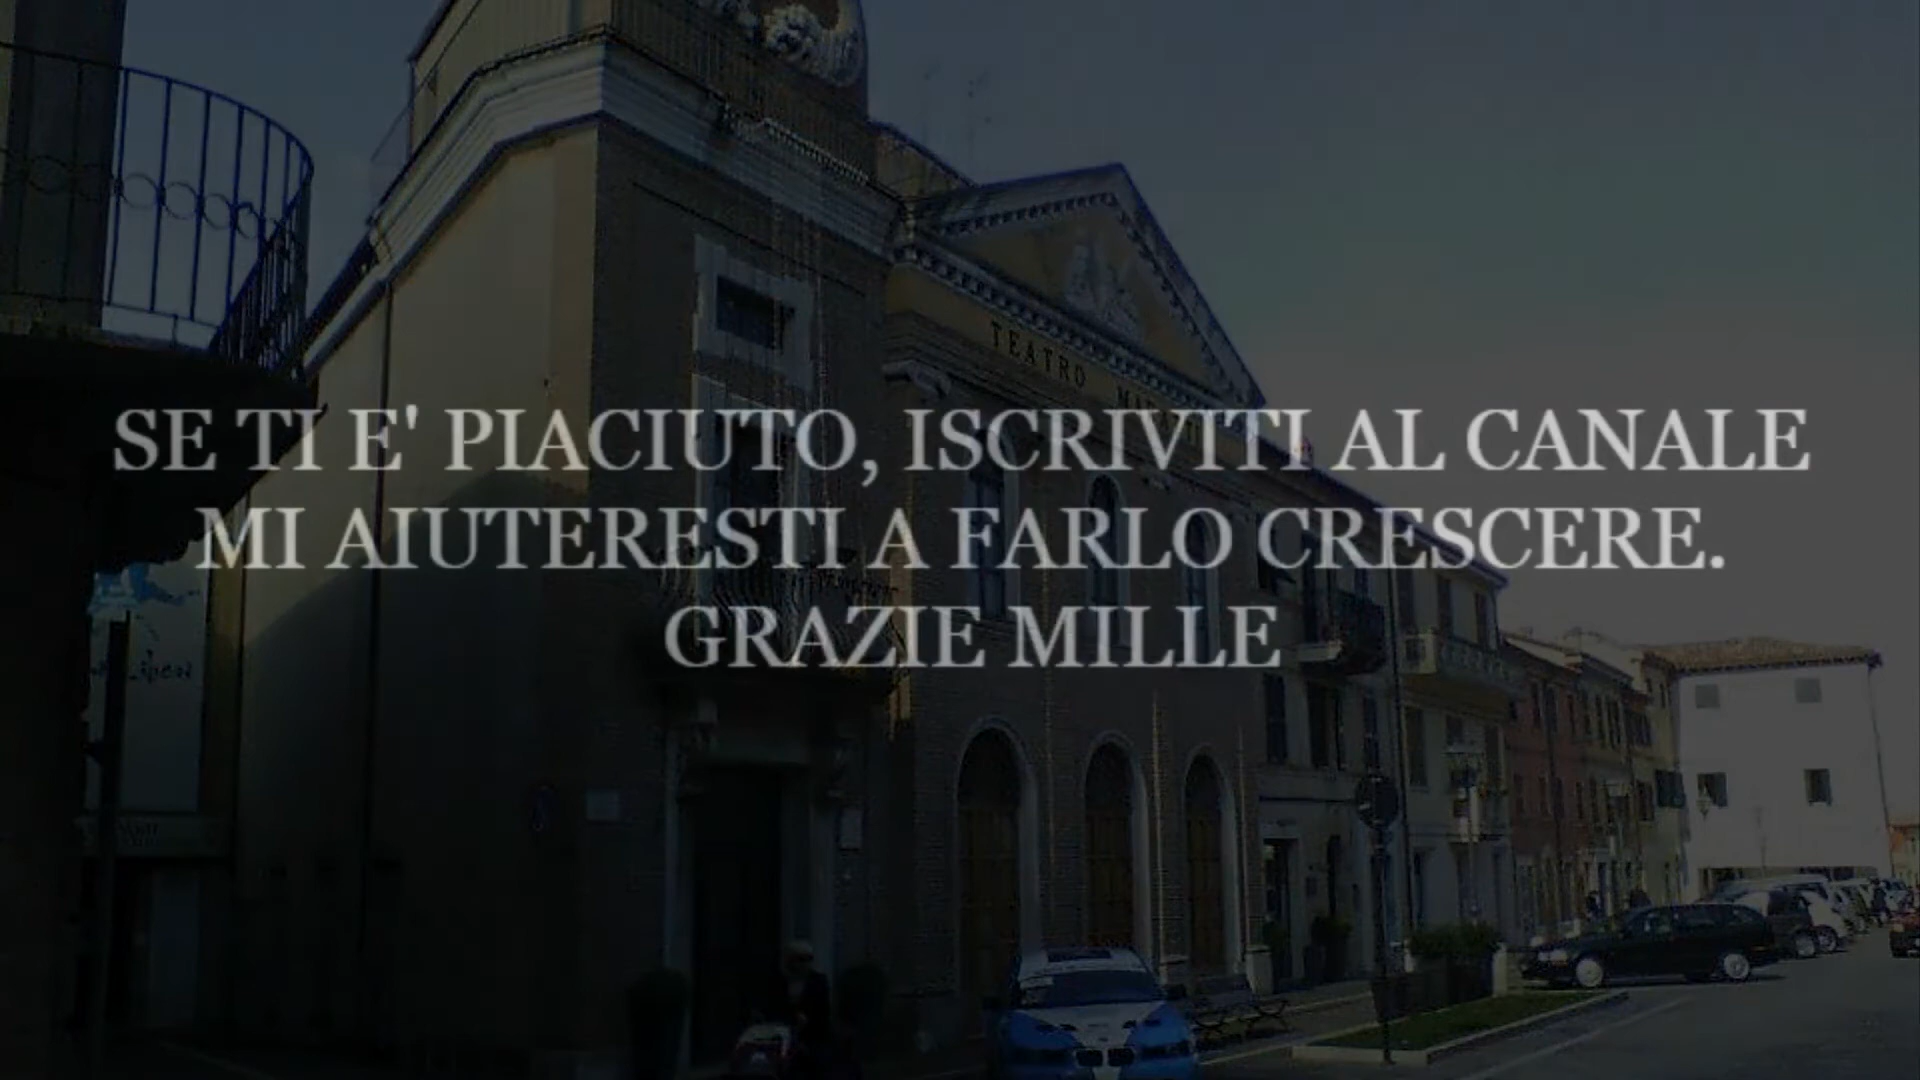 TEATRO
SE TI E' PIACIUTO, ISCRIVITI AL CANALE
MI AIUTERESTI A FARLO CRESCERE.
GRAZIE MILLE